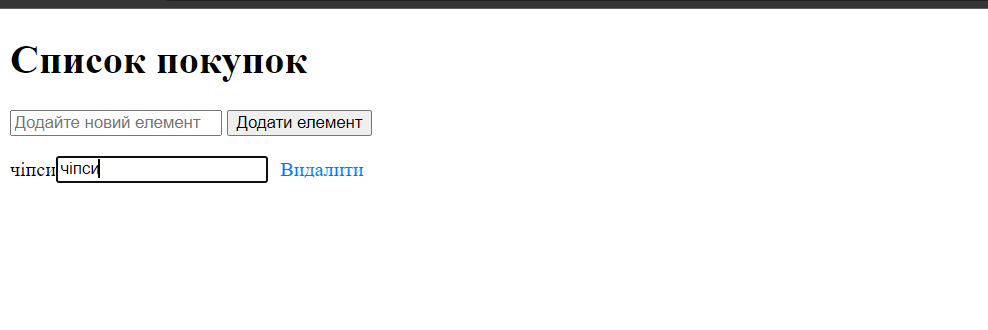 Список покупок
Додайте новий елемент Додати елемент
чіпси чіпси Видалити